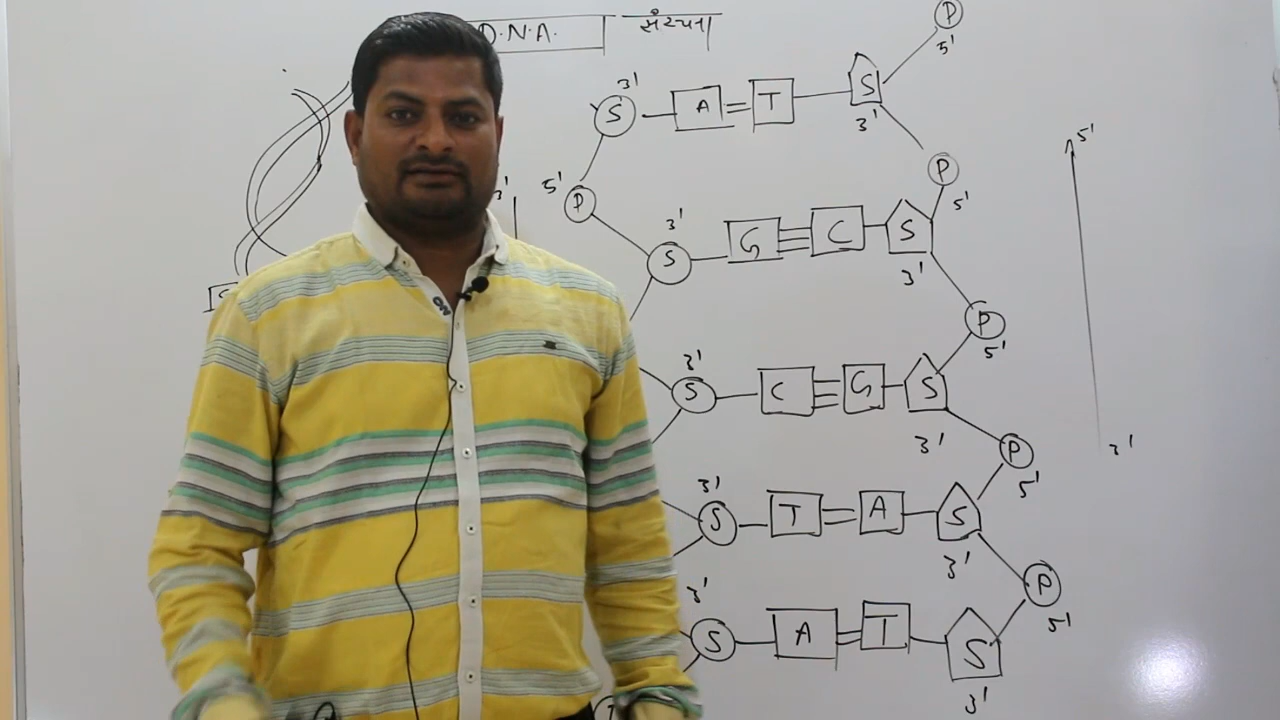 D.N.A. संरचना
P
5'
3'
S A = T S
3'
5' P P
5'
3'
3'
S G ≡ C S
3'
P
5'
3'
S C ≡ G S
3'
P
5'
3'
S T = A S
3'
P
5'
3'
S A = T S
3'
5'
3'